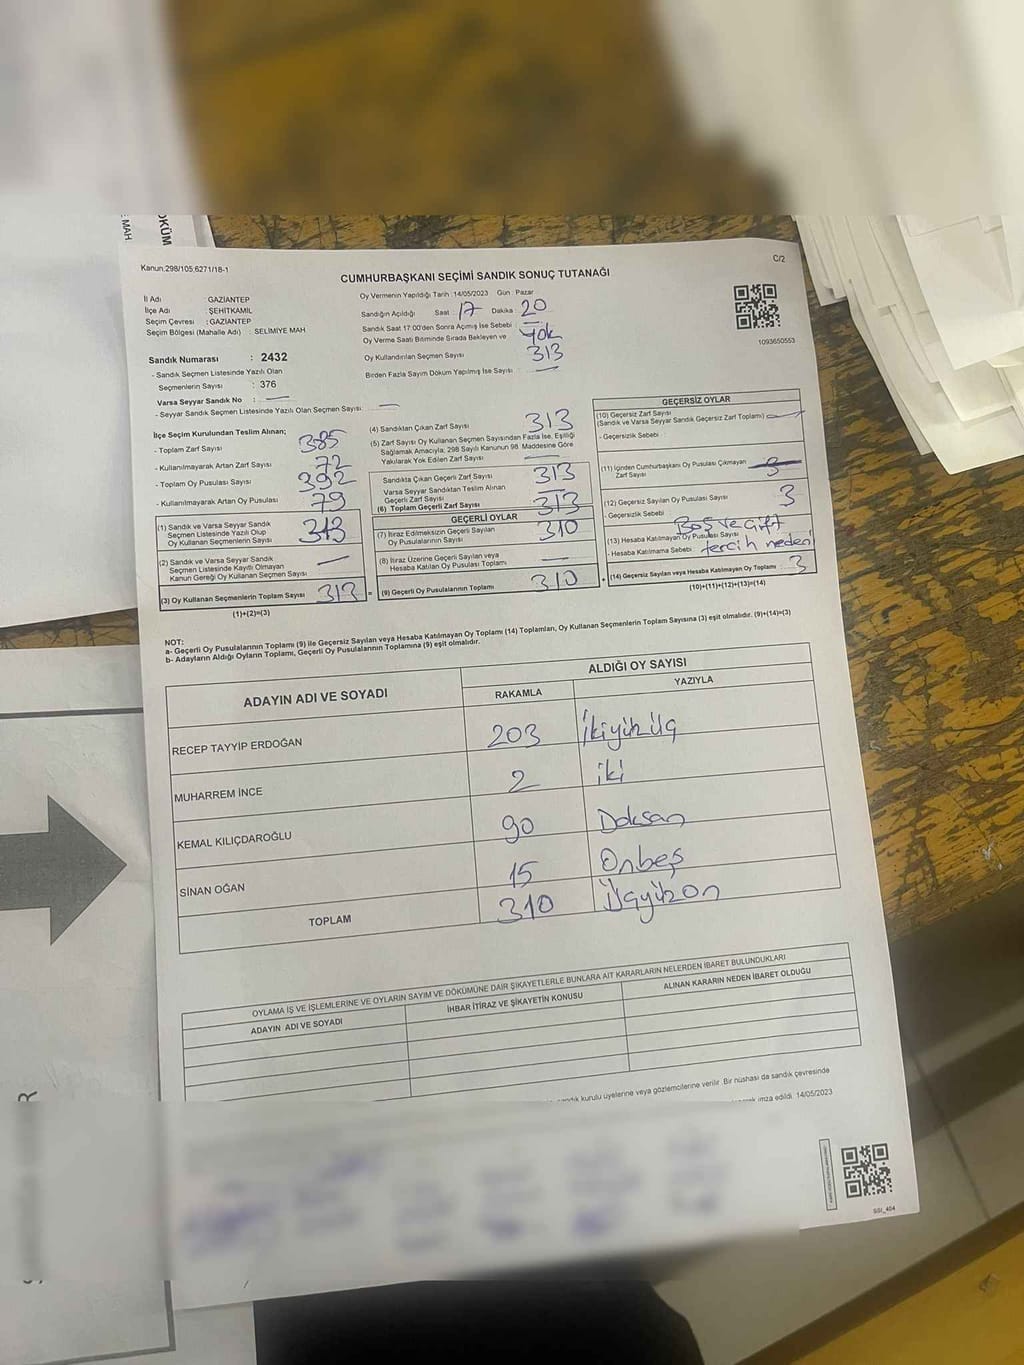 DKÜM
MAH.
Kanun:298/105,6271/18-1
C/2
CUMHURBAŞKANI SEÇİMİ SANDIK SONUÇ TUTANAĞI
İl Adı : GAZİANTEP
İlçe Adı : ŞEHİTKAMİL
Seçim Çevresi : GAZİANTEP
Seçim Bölgesi (Mahalle Adı) : SELİMİYE MAH
Oy Vermenin Yapıldığı Tarih : 14/05/2023 Gün : Pazar
Sandığın Açıldığı Saat : 17 Dakika : 20
Sandık Saat 17:00'den Sonra Açmış İse Sebebi
Oy Verme Saati Bitiminde Sırada Bekleyen ve : Yok
Oy Kullandırılan Seçmen Sayısı 313
Birden Fazla Sayım Döküm Yapılmış İse Sayısı : —
1093650553
Sandık Numarası : 2432
- Sandık Seçmen Listesinde Yazılı Olan
Seçmenlerin Sayısı : 376
Varsa Seyyar Sandık No : —
- Seyyar Sandık Seçmen Listesinde Yazılı Olan Seçmen Sayısı : —
İlçe Seçim Kurulundan Teslim Alınan;
- Toplam Zarf Sayısı 385
- Kullanılmayarak Artan Zarf Sayısı 72
- Toplam Oy Pusulası Sayısı 392
- Kullanılmayarak Artan Oy Pusulası 79
(1) Sandık ve Varsa Seyyar Sandık
Seçmen Listesinde Yazılı Olup
Oy Kullanan Seçmenlerin Sayısı 313
(2) Sandık ve Varsa Seyyar Sandık
Seçmen Listesinde Kayıtlı Olmayan
Kanun Gereği Oy Kullanan Seçmen Sayısı —
(3) Oy Kullanan Seçmenlerin Toplam Sayısı 313 =
(1)+(2)=(3)
(4) Sandıktan Çıkan Zarf Sayısı 313
(5) Zarf Sayısı Oy Kullanan Seçmen Sayısından Fazla İse, Eşitliği
Sağlamak Amacıyla; 298 Sayılı Kanunun 98. Maddesine Göre
Yakılarak Yok Edilen Zarf Sayısı —
Sandıkta Çıkan Geçerli Zarf Sayısı 313
Varsa Seyyar Sandıktan Teslim Alınan
Geçerli Zarf Sayısı —
(6) Toplam Geçerli Zarf Sayısı 313
GEÇERLİ OYLAR
(7) İtiraz Edilmeksizin Geçerli Sayılan
Oy Pusulalarının Sayısı 310
(8) İtiraz Üzerine Geçerli Sayılan veya
Hesaba Katılan Oy Pusulası Toplamı —
(9) Geçerli Oy Pusulalarının Toplamı 310 +
GEÇERSİZ OYLAR
(10) Geçersiz Zarf Sayısı
(Sandık ve Varsa Seyyar Sandık Geçersiz Zarf Toplamı) —
- Geçersizlik Sebebi
(11) İçinden Cumhurbaşkanı Oy Pusulası Çıkmayan
Zarf Sayısı
(12) Geçersiz Sayılan Oy Pusulası Sayısı 3
- Geçersizlik Sebebi Boş ve Çift
(13) Hesaba Katılmayan Oy Pusulası Sayısı
- Hesaba Katılmama Sebebi tercih nedeni
(14) Geçersiz Sayılan veya Hesaba Katılmayan Oy Toplamı 3
(10)+(11)+(12)+(13)=(14)
NOT:
a- Geçerli Oy Pusulalarının Toplamı (9) ile Geçersiz Sayılan veya Hesaba Katılmayan Oy Toplamı (14) Toplamları, Oy Kullanan Seçmenlerin Toplam Sayısına (3) eşit olmalıdır. (9)+(14)=(3)
b- Adayların Aldığı Oyların Toplamı, Geçerli Oy Pusulalarının Toplamına (9) eşit olmalıdır.
ADAYIN ADI VE SOYADI
ALDIĞI OY SAYISI
RAKAMLA YAZIYLA
RECEP TAYYİP ERDOĞAN 203 İkiyüzüç
MUHARREM İNCE 2 iki
KEMAL KILIÇDAROĞLU 90 Doksan
SİNAN OĞAN 15 Onbeş
TOPLAM 310 Üçyüzon
OYLAMA İŞ VE İŞLEMLERİNE VE OYLARIN SAYIM VE DÖKÜMÜNE DAİR ŞİKAYETLERLE BUNLARA AİT KARARLARIN NELERDEN İBARET BULUNDUKLARI
ADAYIN ADI VE SOYADI İHBAR İTİRAZ VE ŞİKAYETİN KONUSU ALINAN KARARIN NEDEN İBARET OLDUĞU
sandık kurulu üyelerine veya gözlemcilerine verilir. Bir nüshası da sandık çevresinde
imza edildi. 14/05/2023
SSI_404
R